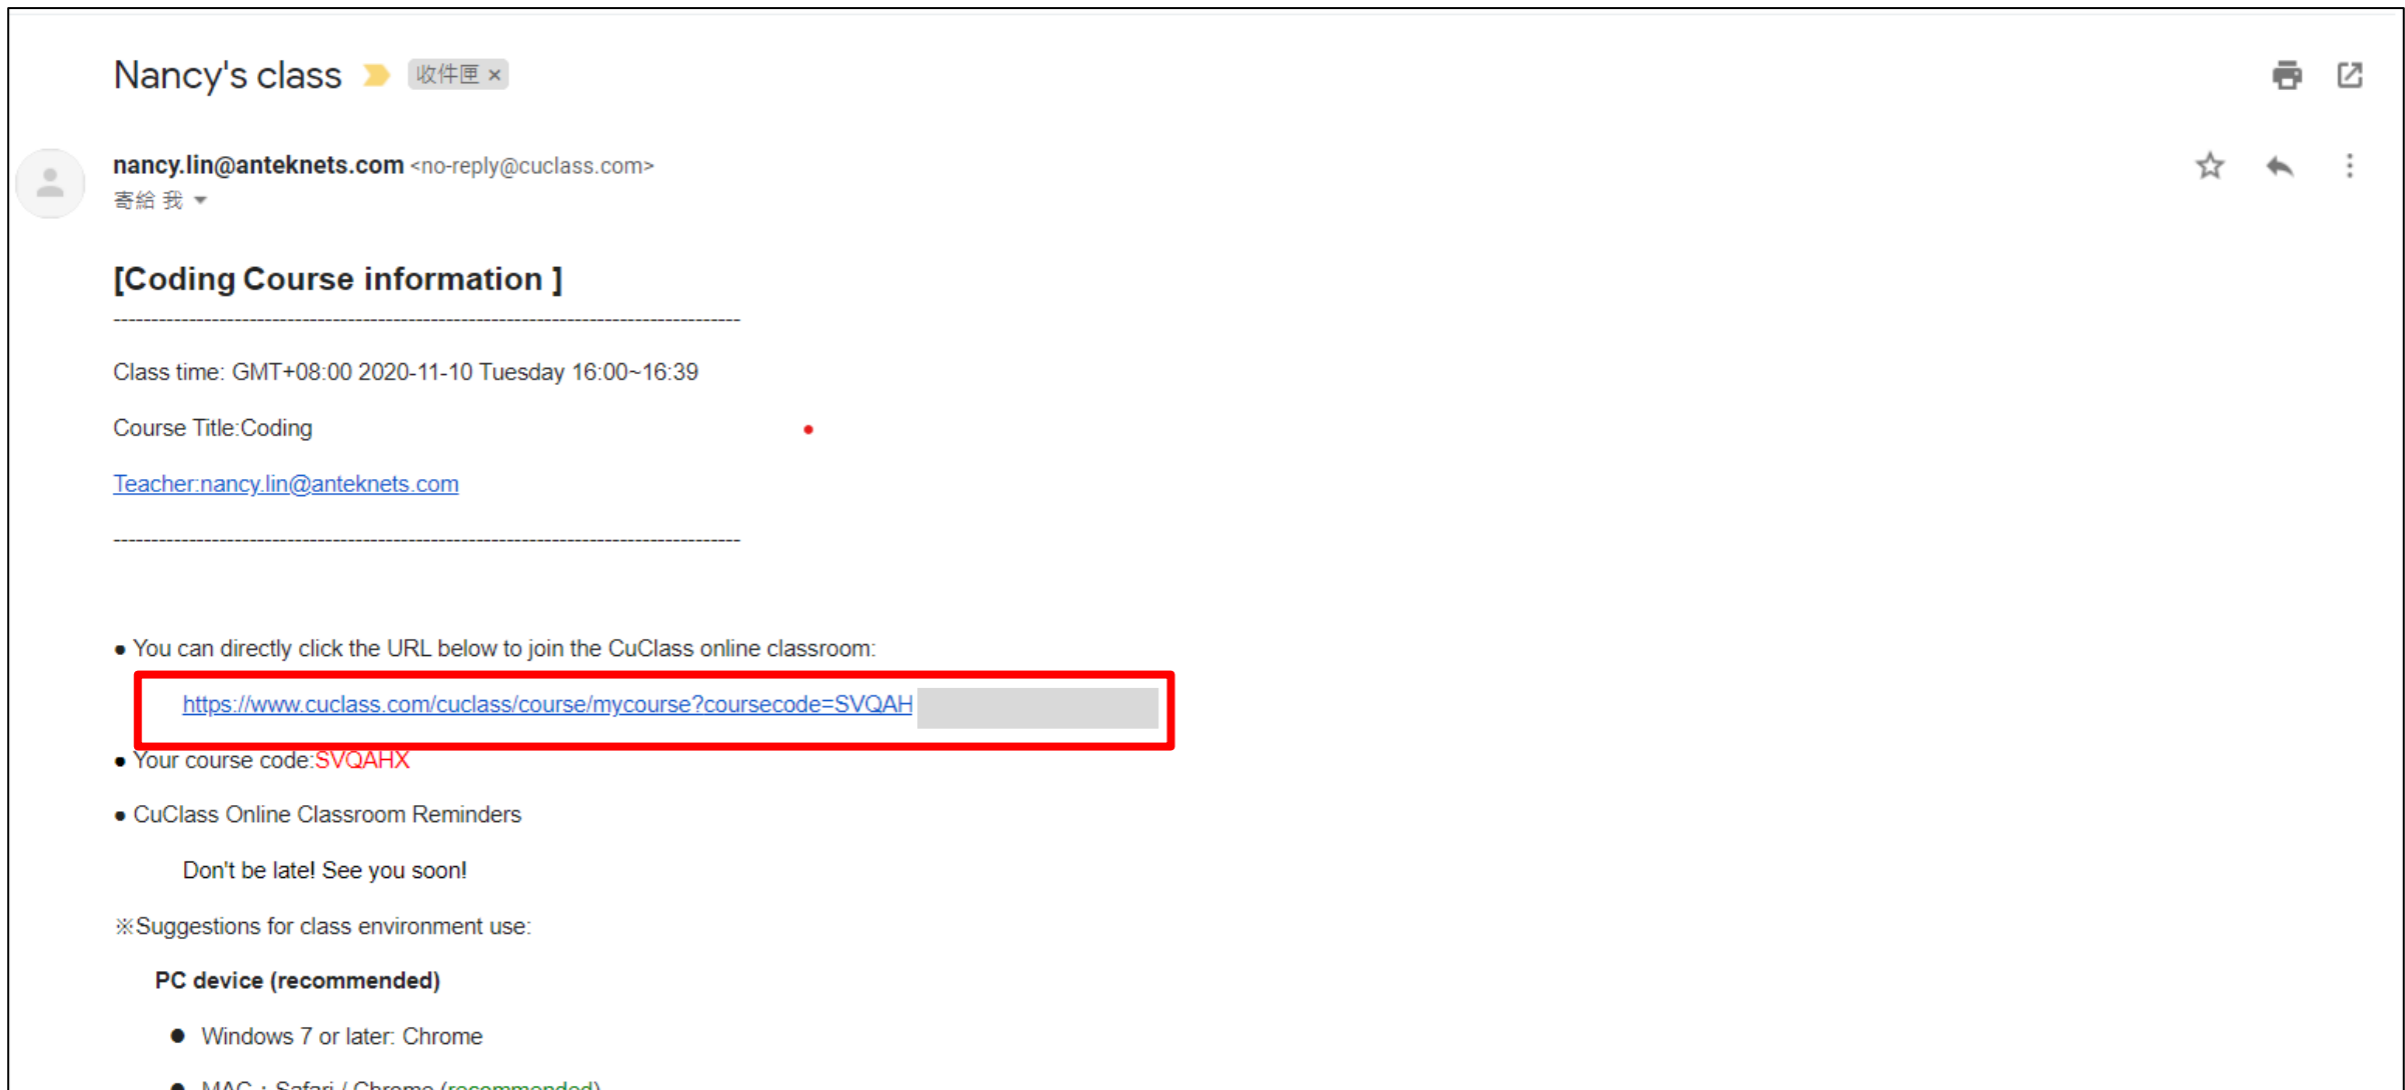 Nancy's class 收件匣 ×
nancy.lin@anteknets.com <no-reply@cuclass.com>
寄給 我
[Coding Course information ]
------------------------------------------------------------------------------------
Class time: GMT+08:00 2020-11-10 Tuesday 16:00~16:39
Course Title:Coding
Teacher:nancy.lin@anteknets.com
------------------------------------------------------------------------------------
● You can directly click the URL below to join the CuClass online classroom:
https://www.cuclass.com/cuclass/course/mycourse?coursecode=SVQAH
● Your course code:SVQAHX
● CuClass Online Classroom Reminders
Don't be late! See you soon!
※Suggestions for class environment use:
PC device (recommended)
● Windows 7 or later: Chrome
● MAC：Safari / Chrome (recommended)